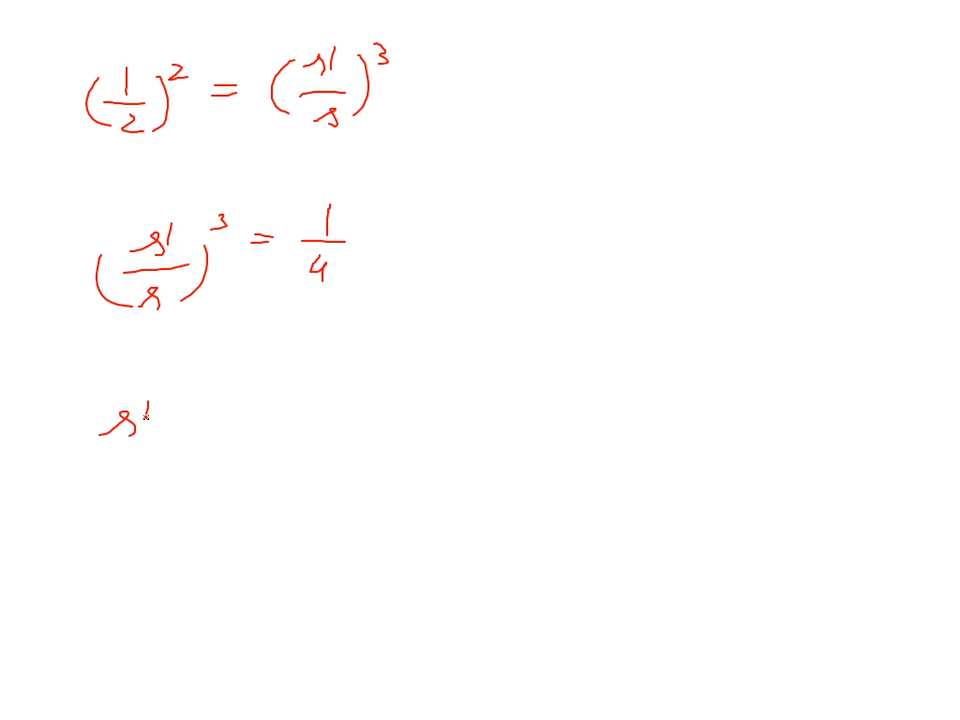 (1/2)^2 = (r'/r)^3
(r'/r)^3 = 1/4
r'